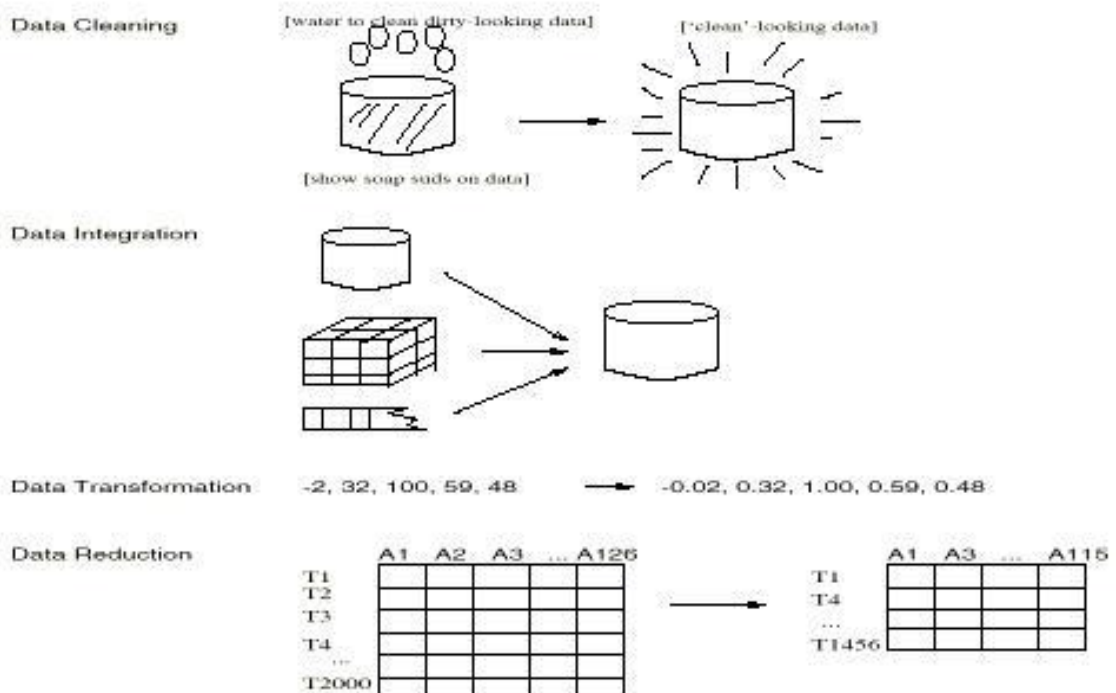 Data Cleaning
[water to clean dirty-looking data]
['clean'-looking data]
[show soap suds on data]
Data Integration
Data Transformation -2, 32, 100, 59, 48 -0.02, 0.32, 1.00, 0.59, 0.48
Data Reduction
A1 A2 A3 ... A126
T1
T2
T3
T4
...
T2000
A1 A3 ... A115
T1
T4
...
T1456